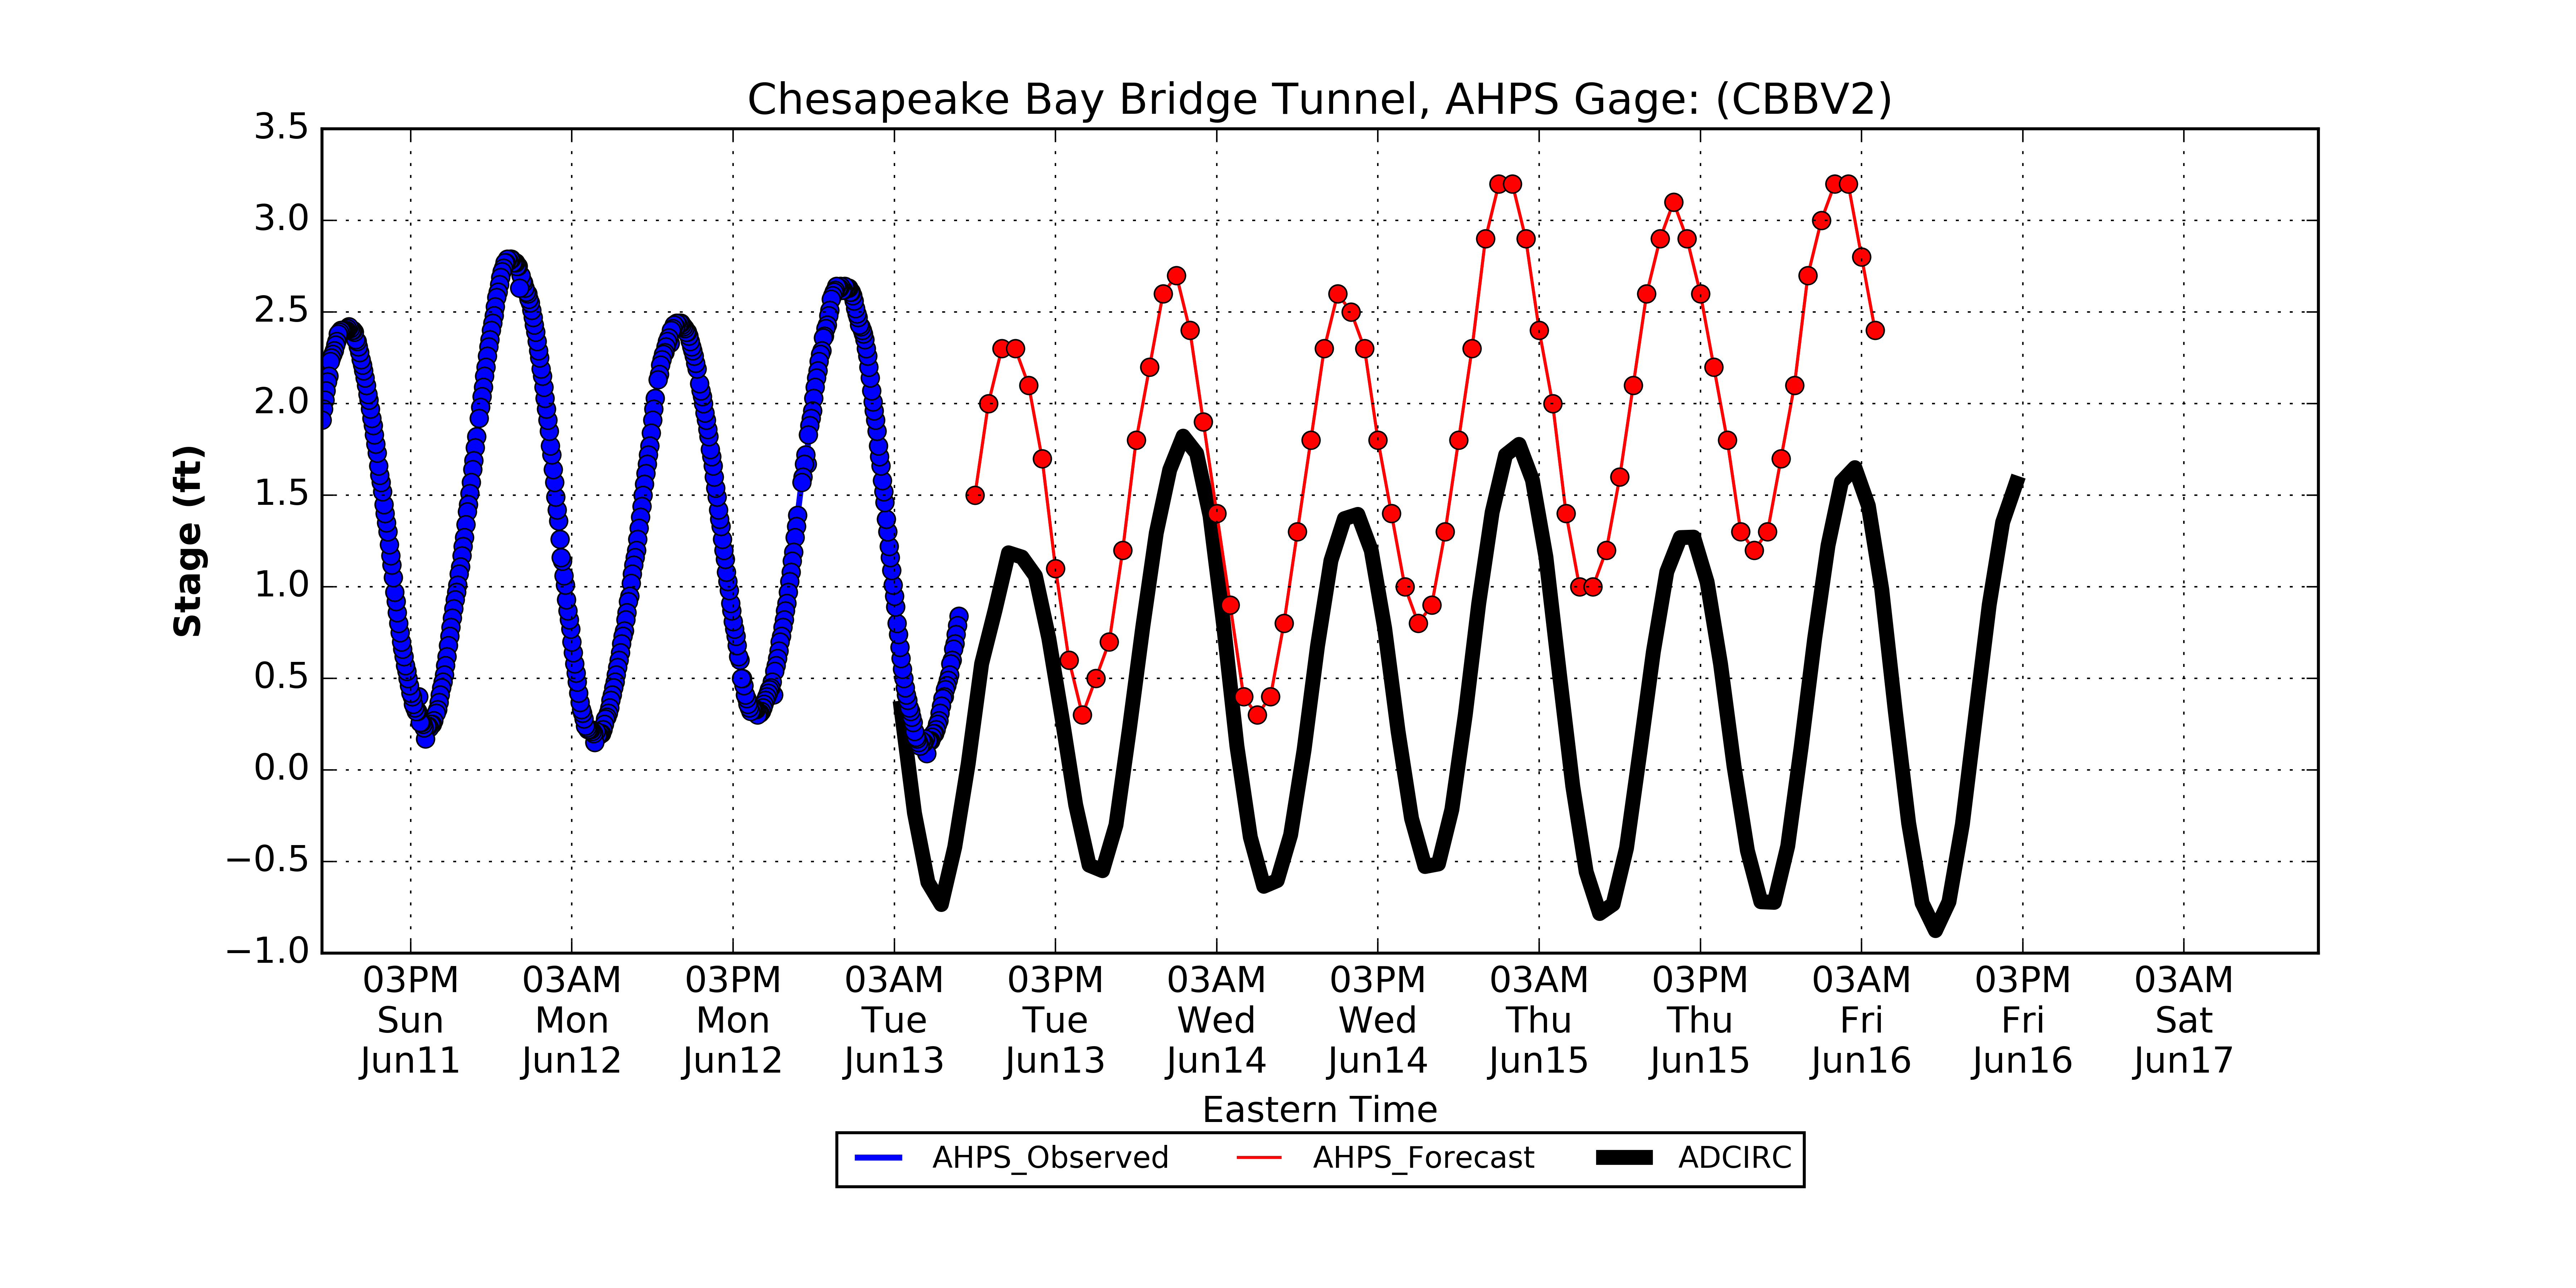 Chesapeake Bay Bridge Tunnel, AHPS Gage: (CBBV2)
3.5
3.0
2.5
2.0
1.5
1.0
0.5
0.0
−0.5
−1.0
Stage (ft)
03PM 03AM 03PM 03AM 03PM 03AM 03PM 03AM 03PM 03AM 03PM 03AM
Sun Mon Mon Tue Tue Wed Wed Thu Thu Fri Fri Sat
Jun11 Jun12 Jun12 Jun13 Jun13 Jun14 Jun14 Jun15 Jun15 Jun16 Jun16 Jun17
Eastern Time
AHPS_Observed AHPS_Forecast ADCIRC